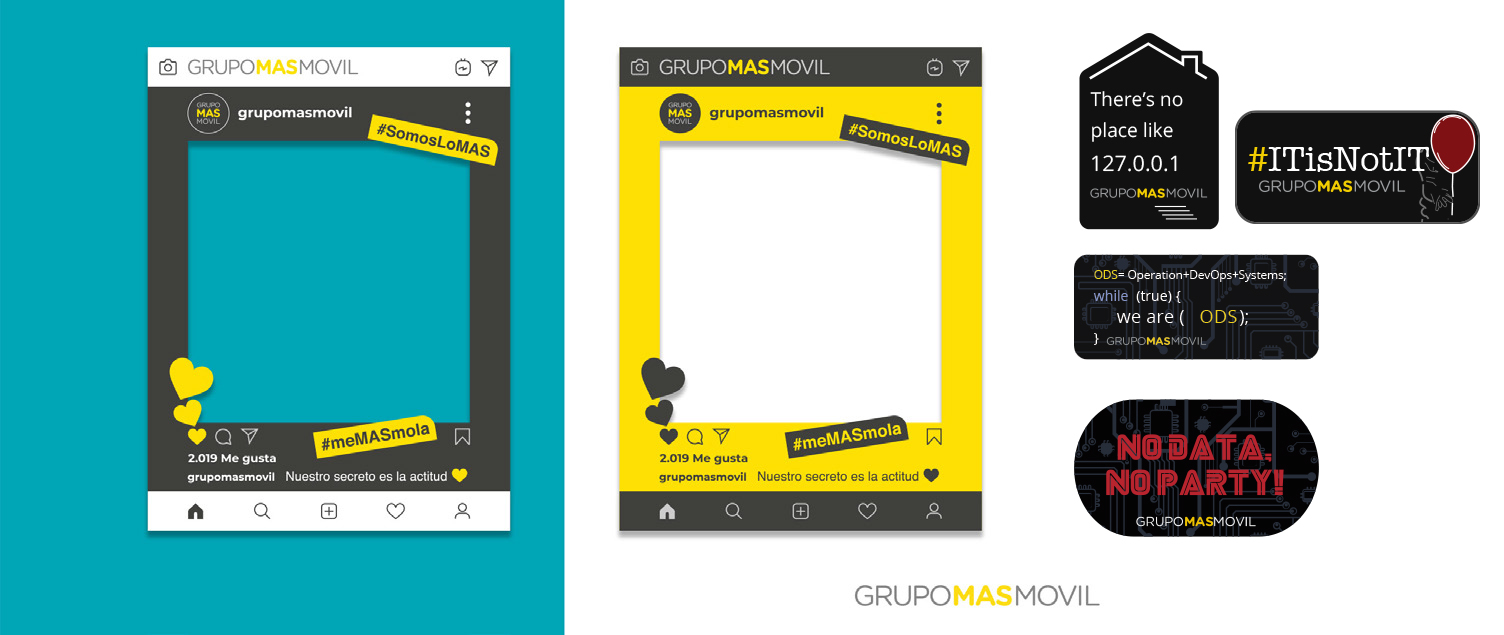 GRUPOMASMOVIL
GRUPO
MAS
MOVIL
grupomasmovil
#SomosLoMAS
#meMASmola
2.019 Me gusta
grupomasmovil Nuestro secreto es la actitud
GRUPOMASMOVIL
GRUPO
MAS
MOVIL
grupomasmovil
#SomosLoMAS
#meMASmola
2.019 Me gusta
grupomasmovil Nuestro secreto es la actitud
There's no
place like
127.0.0.1
GRUPOMASMOVIL
#ITisNotIT
GRUPOMASMOVIL
ODS= Operation+DevOps+Systems;
while (true) {
we are ( ODS);
} GRUPOMASMOVIL
NO DATA,
NO PARTY!
GRUPOMASMOVIL
GRUPOMASMOVIL